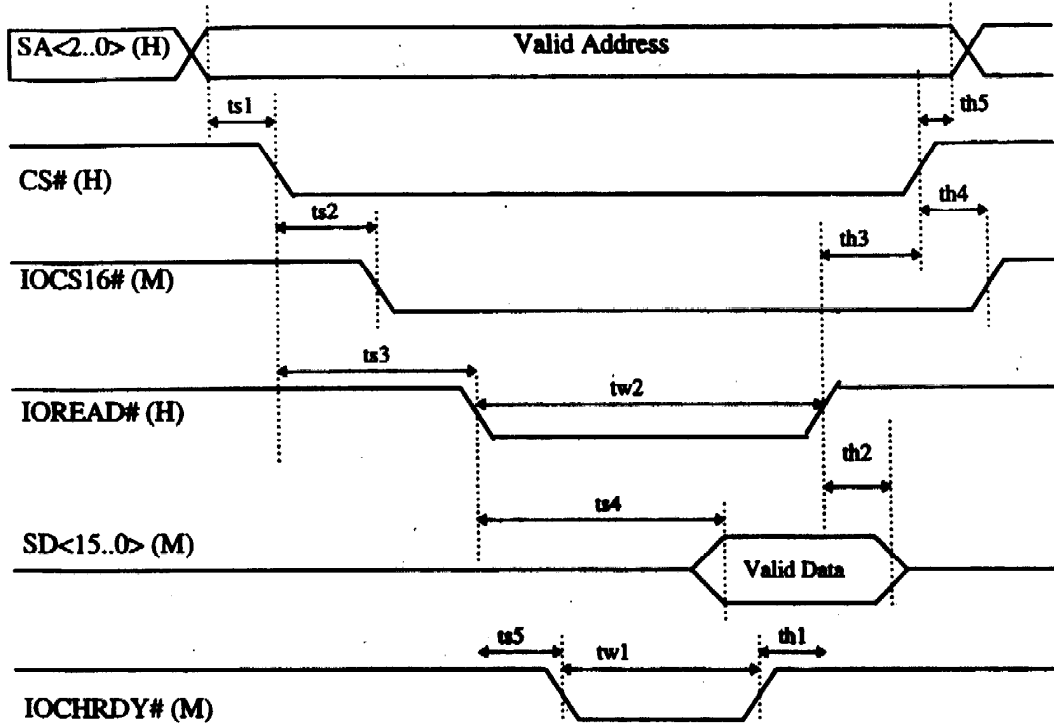 SA<2..0> (H)
Valid Address
ts1
th5
CS# (H)
ts2
th4
th3
IOCS16# (M)
ts3
tw2
IOREAD# (H)
th2
ts4
SD<15..0> (M)
Valid Data
ts5
tw1
th1
IOCHRDY# (M)